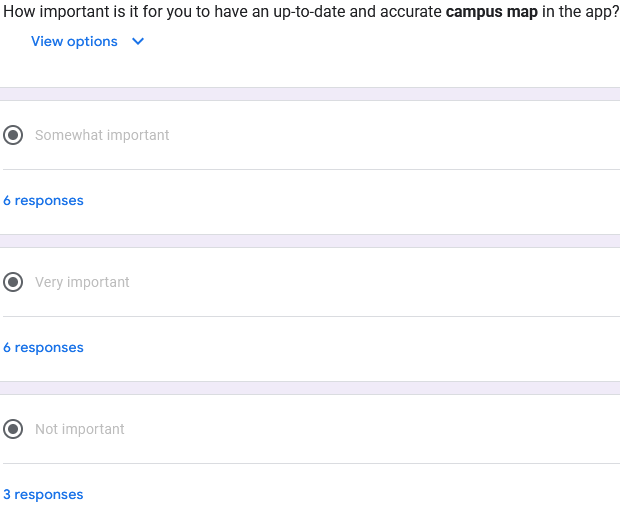 How important is it for you to have an up-to-date and accurate campus map in the app?
View options
Somewhat important
6 responses
Very important
6 responses
Not important
3 responses